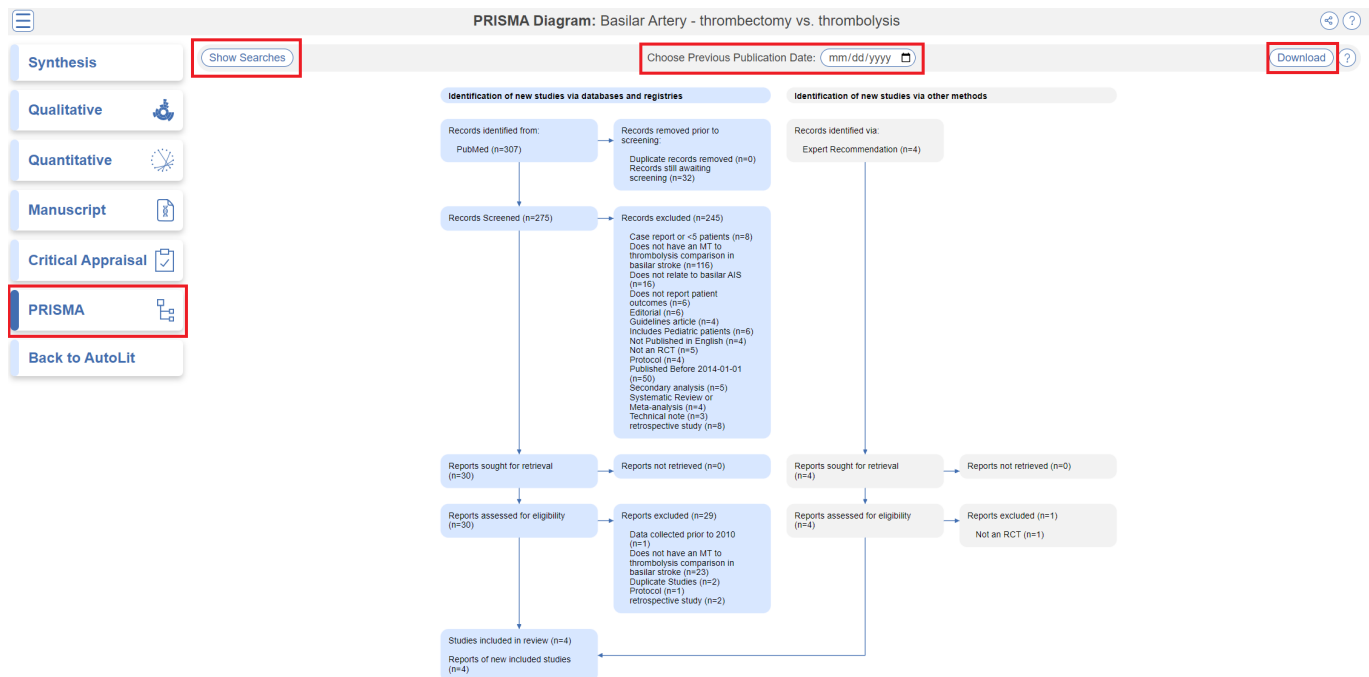 PRISMA Diagram: Basilar Artery - thrombectomy vs. thrombolysis
?
Synthesis
Qualitative
Quantitative
Manuscript
Critical Appraisal
PRISMA
Back to AutoLit
Show Searches
Choose Previous Publication Date: mm/dd/yyyy
Download
?
Identification of new studies via databases and registries
Identification of new studies via other methods
Records identified from:
PubMed (n=307)
Records removed prior to
screening:
Duplicate records removed (n=0)
Records still awaiting
screening (n=32)
Records identified via:
Expert Recommendation (n=4)
Records Screened (n=275)
Records excluded (n=245)
Case report or <5 patients (n=8)
Does not have an MT to
thrombolysis comparison in
basilar stroke (n=116)
Does not relate to basilar AIS
(n=16)
Does not report patient
outcomes (n=6)
Editorial (n=6)
Guidelines article (n=4)
Includes Pediatric patients (n=6)
Not Published in English (n=4)
Not an RCT (n=5)
Protocol (n=4)
Published Before 2014-01-01
(n=50)
Secondary analysis (n=5)
Systematic Review or
Meta-analysis (n=4)
Technical note (n=3)
retrospective study (n=8)
Reports sought for retrieval
(n=30)
Reports not retrieved (n=0)
Reports sought for retrieval
(n=4)
Reports not retrieved (n=0)
Reports assessed for eligibility
(n=30)
Reports excluded (n=29)
Data collected prior to 2010
(n=1)
Does not have an MT to
thrombolysis comparison in
basilar stroke (n=23)
Duplicate Studies (n=2)
Protocol (n=1)
retrospective study (n=2)
Reports assessed for eligibility
(n=4)
Reports excluded (n=1)
Not an RCT (n=1)
Studies included in review (n=4)
Reports of new included studies
(n=4)